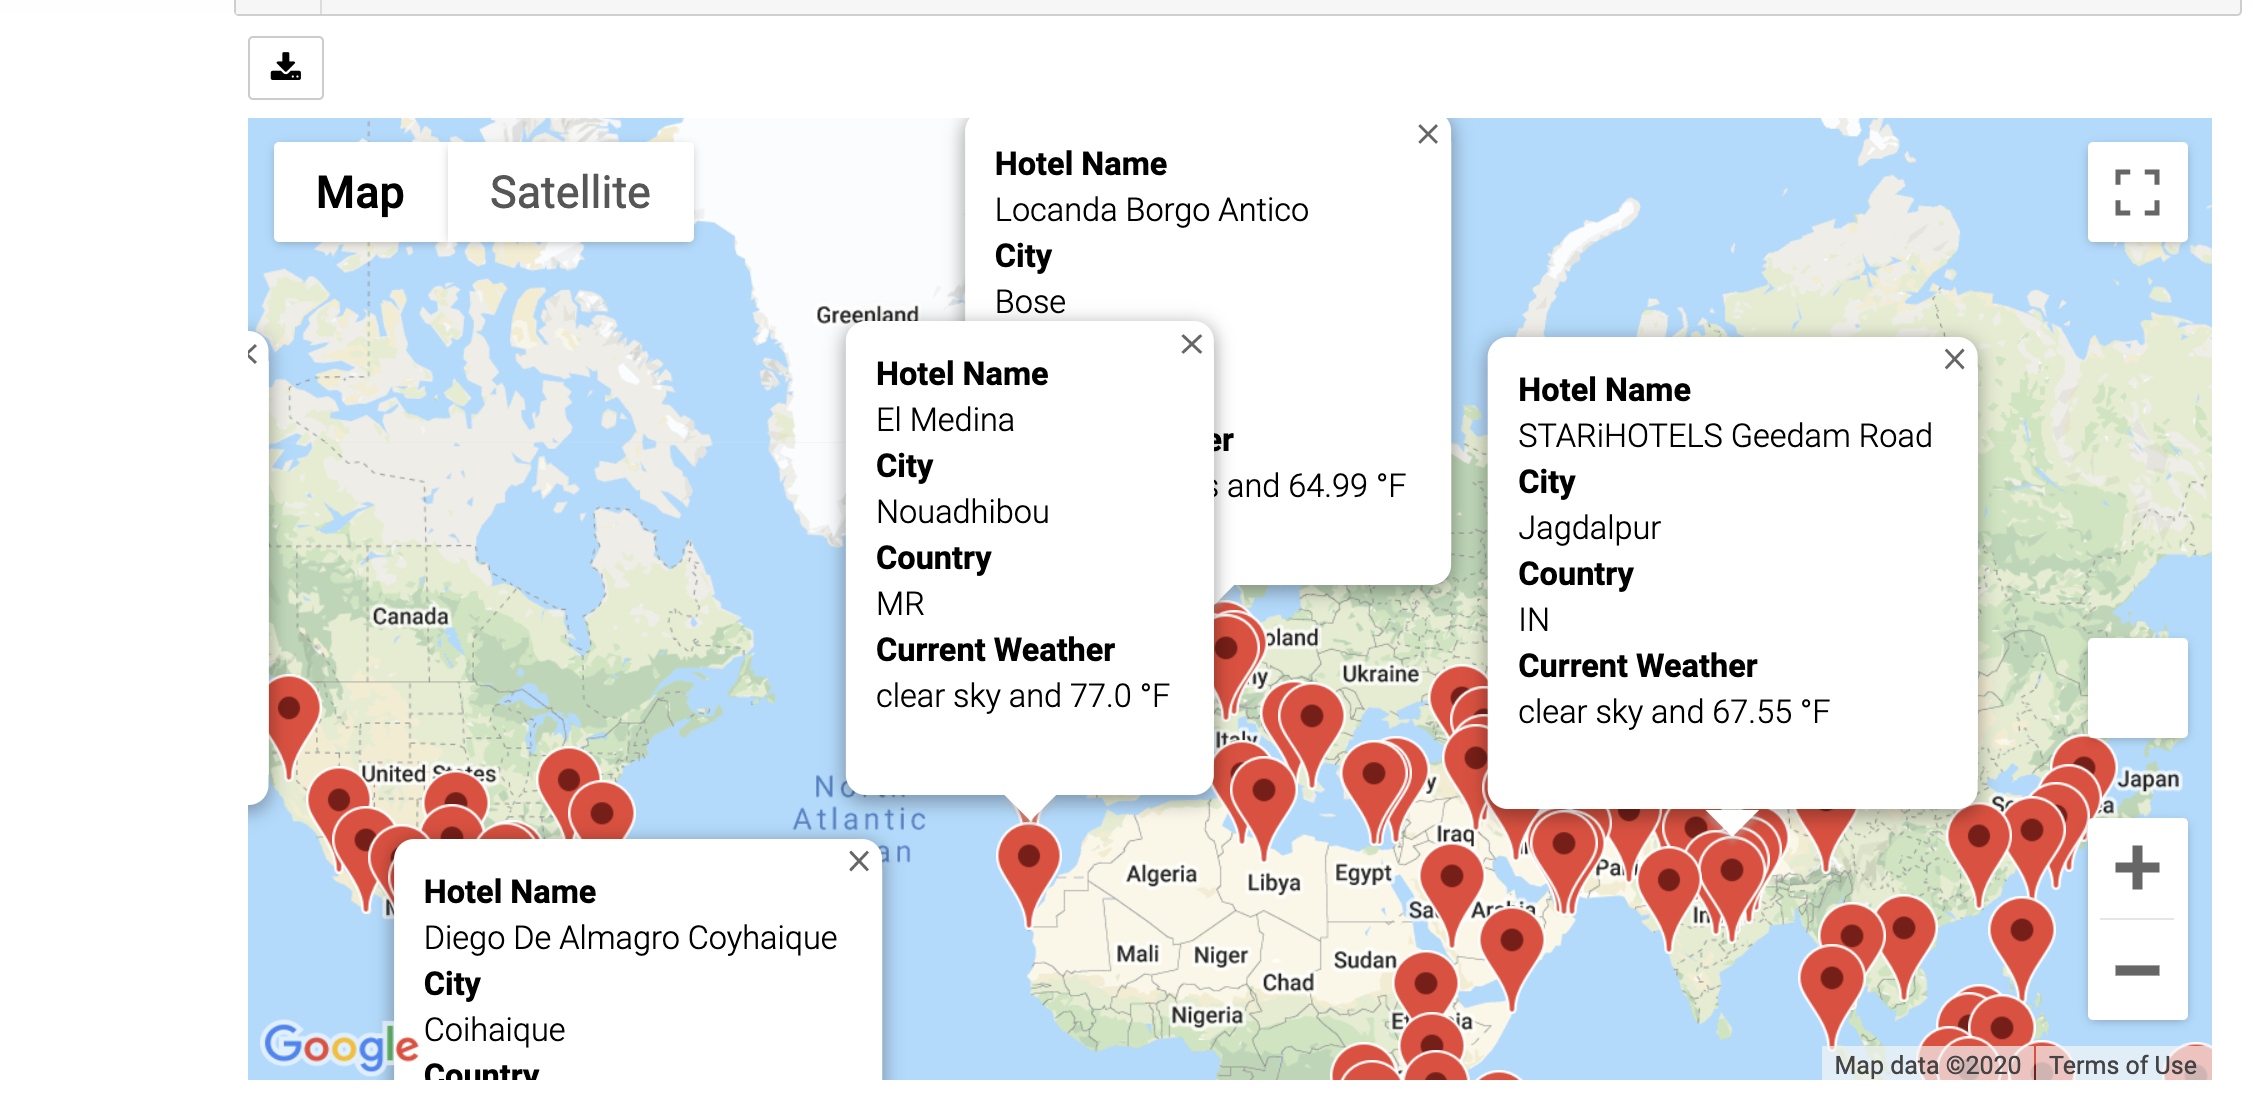 Map
Satellite
Hotel Name
Locanda Borgo Antico
City
Bose
and 64.99 °F
Hotel Name
El Medina
City
Nouadhibou
Country
MR
Current Weather
clear sky and 77.0 °F
Hotel Name
STARiHOTELS Geedam Road
City
Jagdalpur
Country
IN
Current Weather
clear sky and 67.55 °F
Hotel Name
Diego De Almagro Coyhaique
City
Coihaique
Country
Greenland
Canada
United States
Atlantic
Ukraine
Italy
Iraq
Algeria
Libya
Egypt
Mali
Niger
Chad
Sudan
Nigeria
Japan
Google
Map data ©2020
Terms of Use